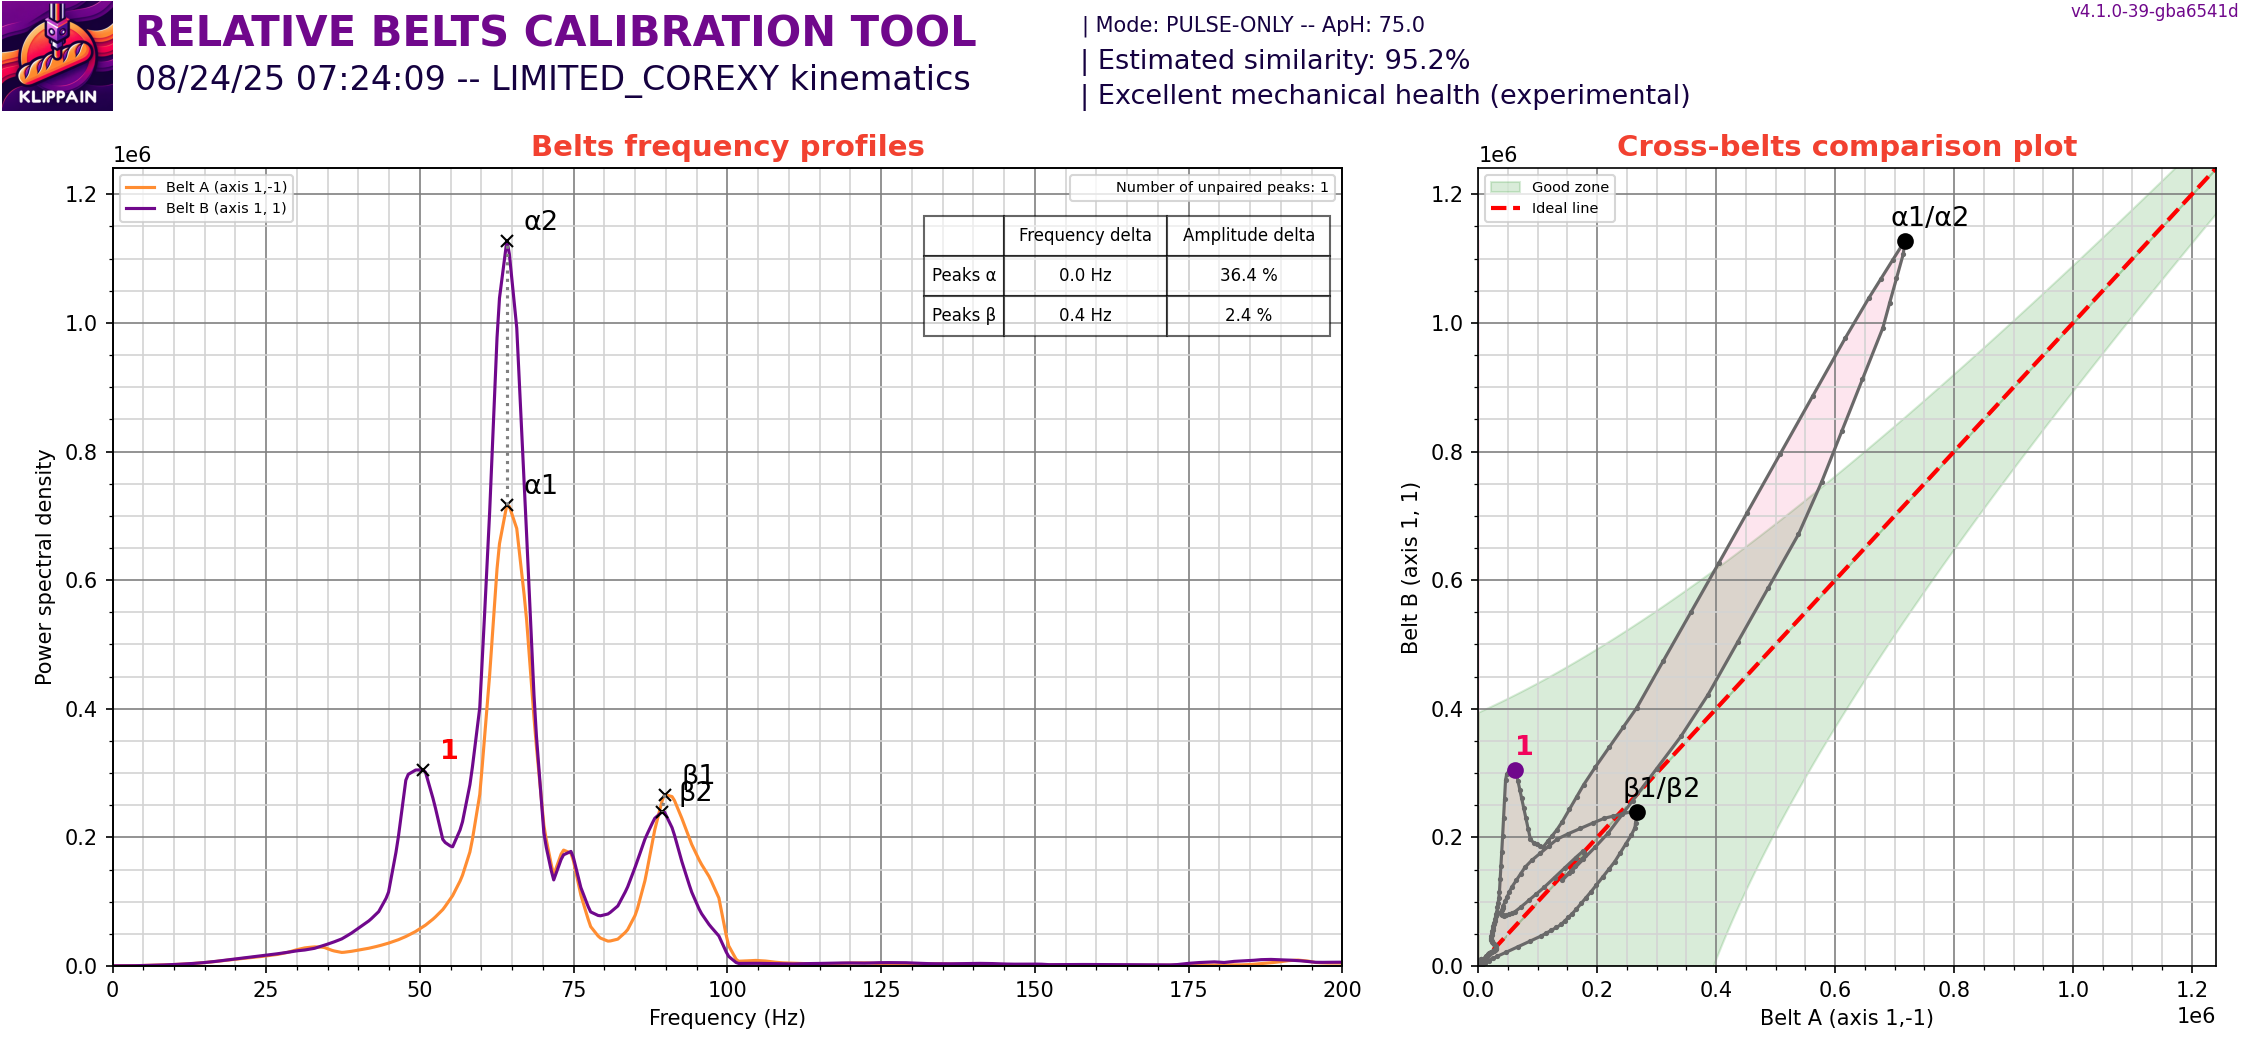 KLIPPAIN
RELATIVE BELTS CALIBRATION TOOL
08/24/25 07:24:09 -- LIMITED_COREXY kinematics
| Mode: PULSE-ONLY -- ApH: 75.0
| Estimated similarity: 95.2%
| Excellent mechanical health (experimental)
v4.1.0-39-gba6541d
Belts frequency profiles
1e6
Belt A (axis 1,-1)
Belt B (axis 1, 1)
Number of unpaired peaks: 1
Frequency delta Amplitude delta
Peaks α 0.0 Hz 36.4 %
Peaks β 0.4 Hz 2.4 %
α2
α1
1
β1
β2
1.2
1.0
0.8
0.6
0.4
0.2
0.0
Power spectral density
0 25 50 75 100 125 150 175 200
Frequency (Hz)
Cross-belts comparison plot
1e6
Good zone
Ideal line
α1/α2
1
β1/β2
1.2
1.0
0.8
0.6
0.4
0.2
0.0
Belt B (axis 1, 1)
0.0 0.2 0.4 0.6 0.8 1.0 1.2
Belt A (axis 1,-1)
1e6